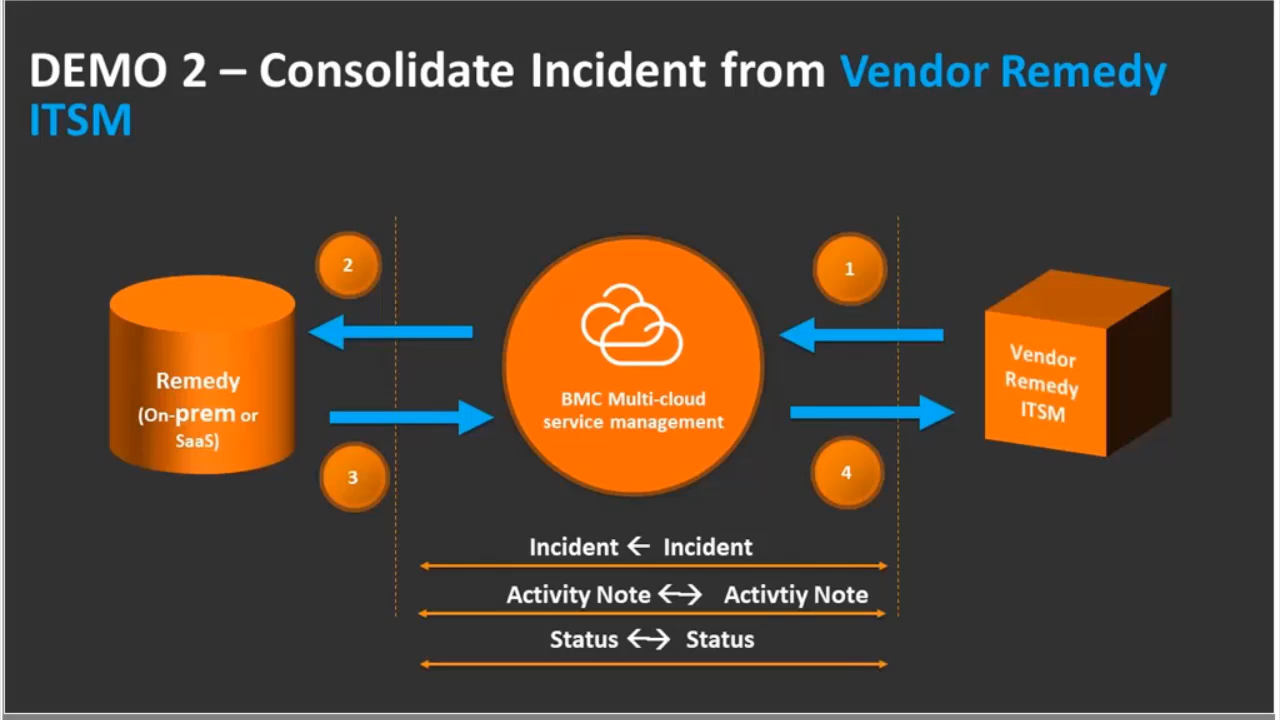 DEMO 2 – Consolidate Incident from Vendor Remedy
ITSM
2
1
Remedy
(On-prem or
SaaS)
BMC Multi-cloud
service management
Vendor
Remedy
ITSM
3
4
Incident ← Incident
Activity Note ↔ Activtiy Note
Status ↔ Status